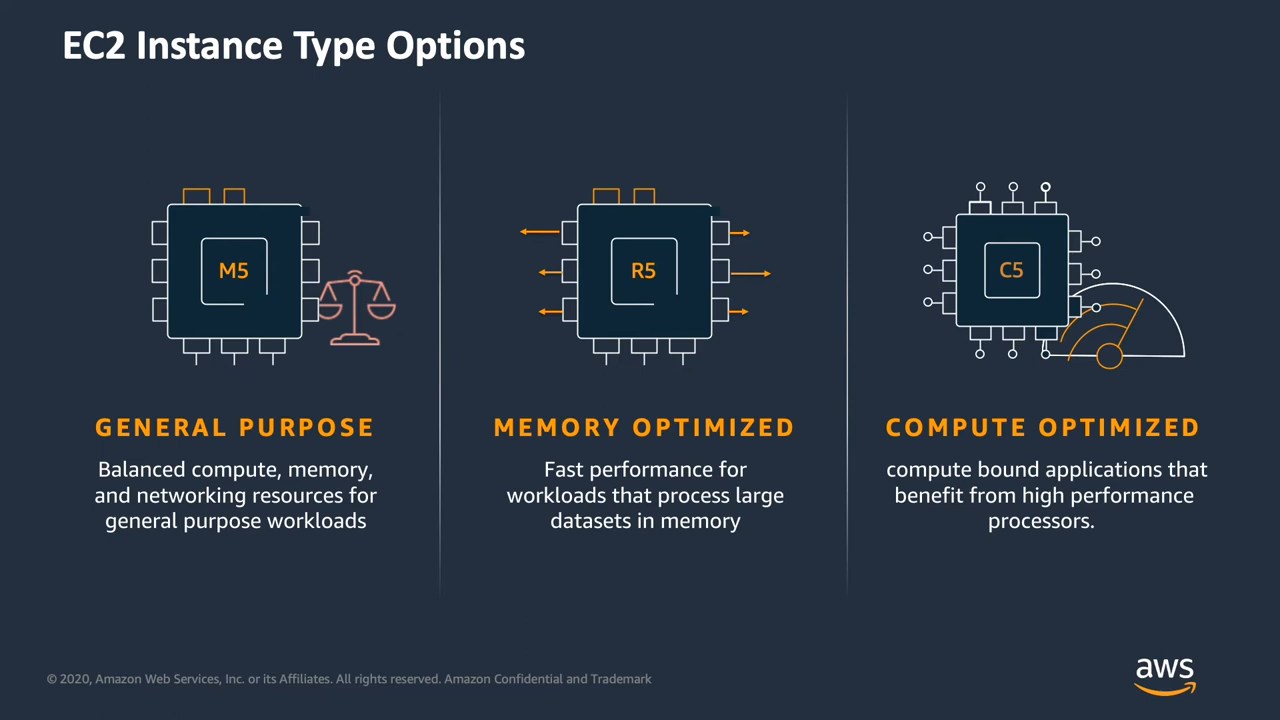 EC2 Instance Type Options
M5
R5
C5
GENERAL PURPOSE
Balanced compute, memory,
and networking resources for
general purpose workloads
MEMORY OPTIMIZED
Fast performance for
workloads that process large
datasets in memory
COMPUTE OPTIMIZED
compute bound applications that
benefit from high performance
processors.
© 2020, Amazon Web Services, Inc. or its Affiliates. All rights reserved. Amazon Confidential and Trademark
aws